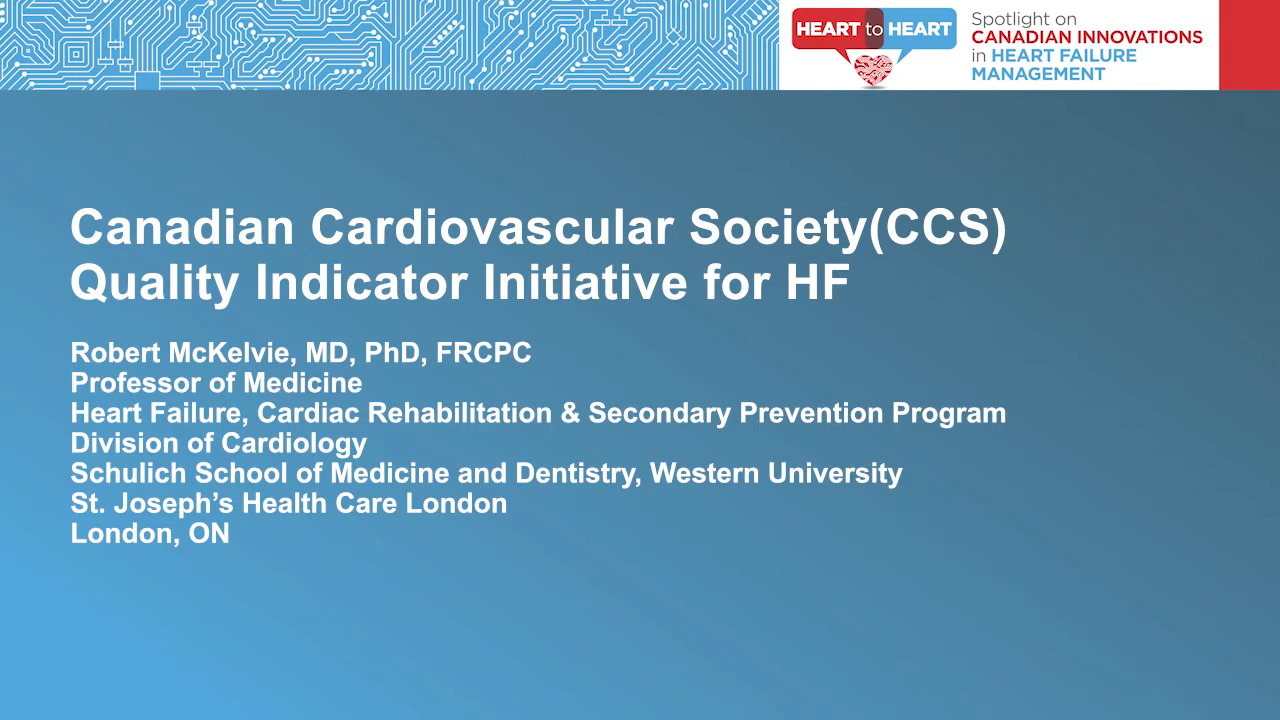 HEART to HEART
Spotlight on
CANADIAN INNOVATIONS
in HEART FAILURE
MANAGEMENT
Canadian Cardiovascular Society(CCS)
Quality Indicator Initiative for HF
Robert McKelvie, MD, PhD, FRCPC
Professor of Medicine
Heart Failure, Cardiac Rehabilitation & Secondary Prevention Program
Division of Cardiology
Schulich School of Medicine and Dentistry, Western University
St. Joseph’s Health Care London
London, ON